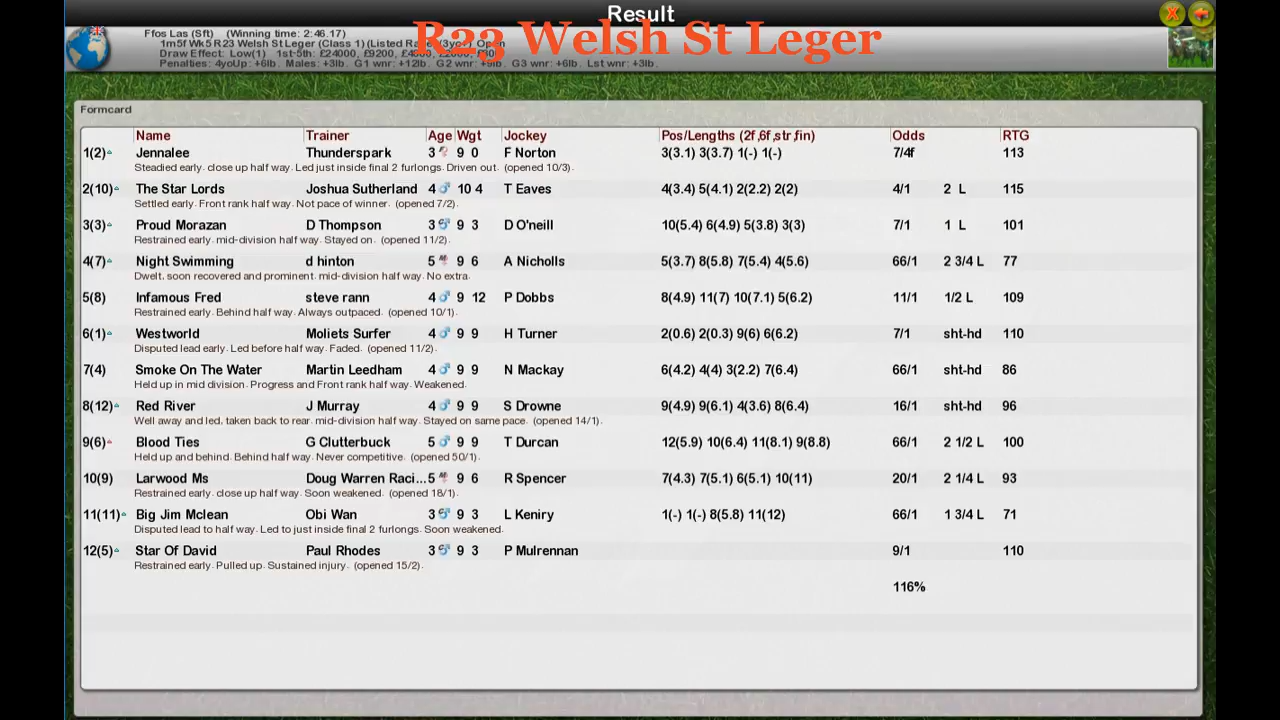 Result
R23 Welsh St Leger
Ffos Las (Sft) (Winning time: 2:46.17)
1m5f Wk5 R23 Welsh St Leger (Class 1) (Listed Race) (3yo+) Open
Draw Effect: Low(1) 1st-5th: £24000, £9200,
Penalties: 4yoUp: +6lb. Males: +3lb. G1 wnr: +12lb. G2 wnr: +9lb. G3 wnr: +6lb. Lst wnr: +3lb.
Formcard
Name Trainer Age Wgt Jockey Pos/Lengths (2f,6f,str,fin) Odds RTG
1(2) Jennalee Thunderspark 3 9 0 F Norton 3(3.1) 3(3.7) 1(-) 1(-) 7/4f 113
Steadied early. close up half way. Led just inside final 2 furlongs. Driven out. (opened 10/3).
2(10) The Star Lords Joshua Sutherland 4 10 4 T Eaves 4(3.4) 5(4.1) 2(2.2) 2(2) 4/1 2 L 115
Settled early. Front rank half way. Not pace of winner. (opened 7/2).
3(3) Proud Morazan D Thompson 3 9 3 D O'neill 10(5.4) 6(4.9) 5(3.8) 3(3) 7/1 1 L 101
Restrained early. mid-division half way. Stayed on. (opened 11/2).
4(7) Night Swimming d hinton 5 9 6 A Nicholls 5(3.7) 8(5.8) 7(5.4) 4(5.6) 66/1 2 3/4 L 77
Dwelt, soon recovered and prominent. mid-division half way. No extra.
5(8) Infamous Fred steve rann 4 9 12 P Dobbs 8(4.9) 11(7) 10(7.1) 5(6.2) 11/1 1/2 L 109
Restrained early. Behind half way. Always outpaced. (opened 10/1).
6(1) Westworld Moliets Surfer 4 9 9 H Turner 2(0.6) 2(0.3) 9(6) 6(6.2) 7/1 sht-hd 110
Disputed lead early. Led before half way. Faded. (opened 11/2).
7(4) Smoke On The Water Martin Leedham 4 9 9 N Mackay 6(4.2) 4(4) 3(2.2) 7(6.4) 66/1 sht-hd 86
Held up in mid division. Progress and Front rank half way. Weakened.
8(12) Red River J Murray 4 9 9 S Drowne 9(4.9) 9(6.1) 4(3.6) 8(6.4) 16/1 sht-hd 96
Well away and led, taken back to rear. mid-division half way. Stayed on same pace. (opened 14/1).
9(6) Blood Ties G Clutterbuck 5 9 9 T Durcan 12(5.9) 10(6.4) 11(8.1) 9(8.8) 66/1 2 1/2 L 100
Held up and behind. Behind half way. Never competitive. (opened 50/1).
10(9) Larwood Ms Doug Warren Raci... 5 9 6 R Spencer 7(4.3) 7(5.1) 6(5.1) 10(11) 20/1 2 1/4 L 93
Restrained early. close up half way. Soon weakened. (opened 18/1).
11(11) Big Jim Mclean Obi Wan 3 9 3 L Keniry 1(-) 1(-) 8(5.8) 11(12) 66/1 1 3/4 L 71
Disputed lead to half way. Led to just inside final 2 furlongs. Soon weakened.
12(5) Star Of David Paul Rhodes 3 9 3 P Mulrennan 9/1 110
Restrained early. Pulled up. Sustained injury. (opened 15/2).
116%